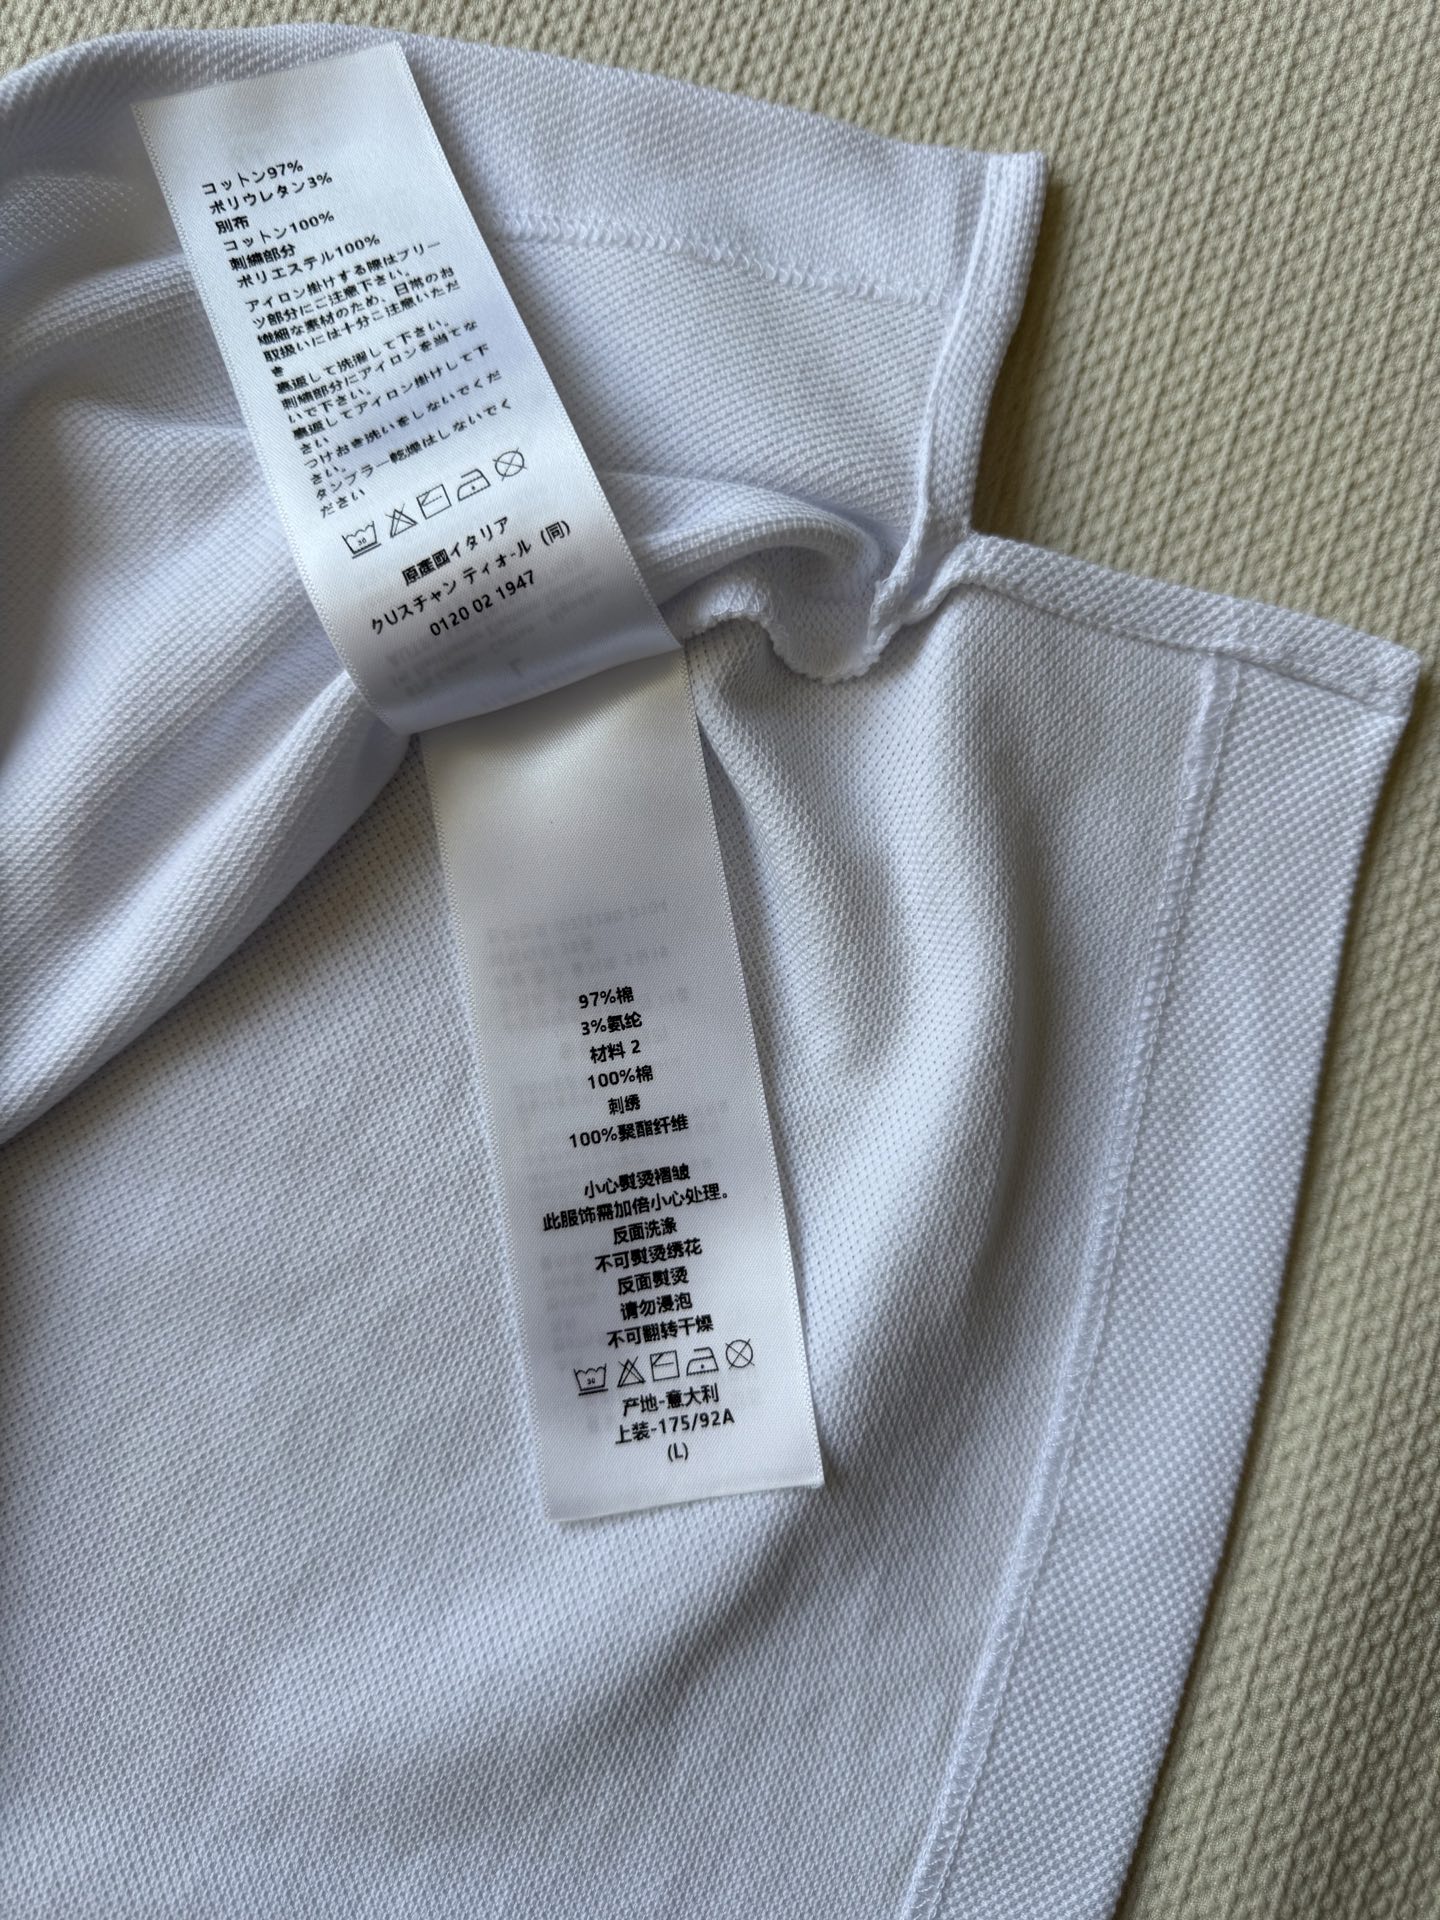 コットン97%
ポリウレタン3%
別布
コットン100%
刺繍部分
ポリエステル100%
アイロン掛けする際はプリー
ツ部分にご注意下さい。
繊細な素材のため、日常のお
取扱いには十分ご注意いただ
き
裏返して洗濯して下さい。
刺繍部分にアイロンを当てな
いで下さい。
裏返してアイロン掛けして下
さい
つけおき洗いをしないでくだ
さい。
タンブラー乾燥はしないでく
ださい
30
原産國イタリア
クリスチャン ディオ-ル (同)
0120 02 1947
97%棉
3%氨纶
材料 2
100%棉
刺绣
100%聚酯纤维
小心熨烫褶皱
此服饰需加倍小心处理。
反面洗涤
不可熨烫绣花
反面熨烫
请勿浸泡
不可翻转干燥
30
产地-意大利
上装-175/92A
(L)